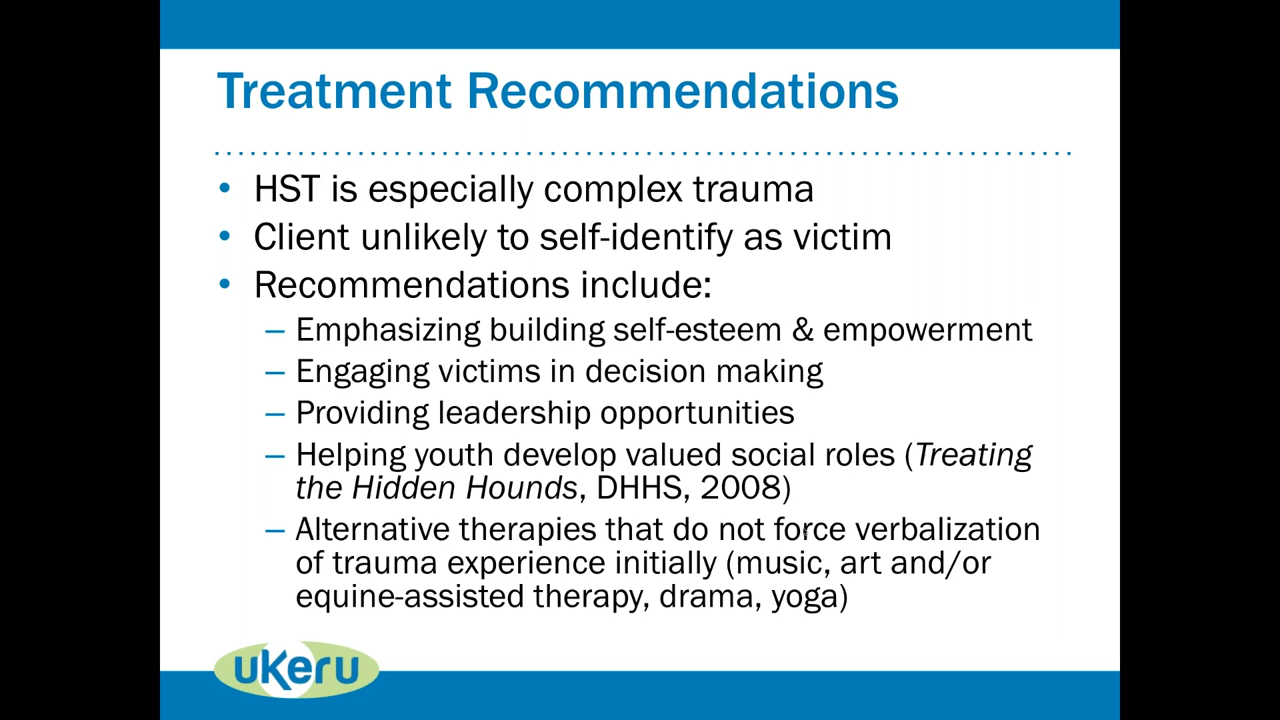 Treatment Recommendations
• HST is especially complex trauma
• Client unlikely to self-identify as victim
• Recommendations include:
– Emphasizing building self-esteem & empowerment
– Engaging victims in decision making
– Providing leadership opportunities
– Helping youth develop valued social roles (Treating
the Hidden Hounds, DHHS, 2008)
– Alternative therapies that do not force verbalization
of trauma experience initially (music, art and/or
equine-assisted therapy, drama, yoga)
ukeru